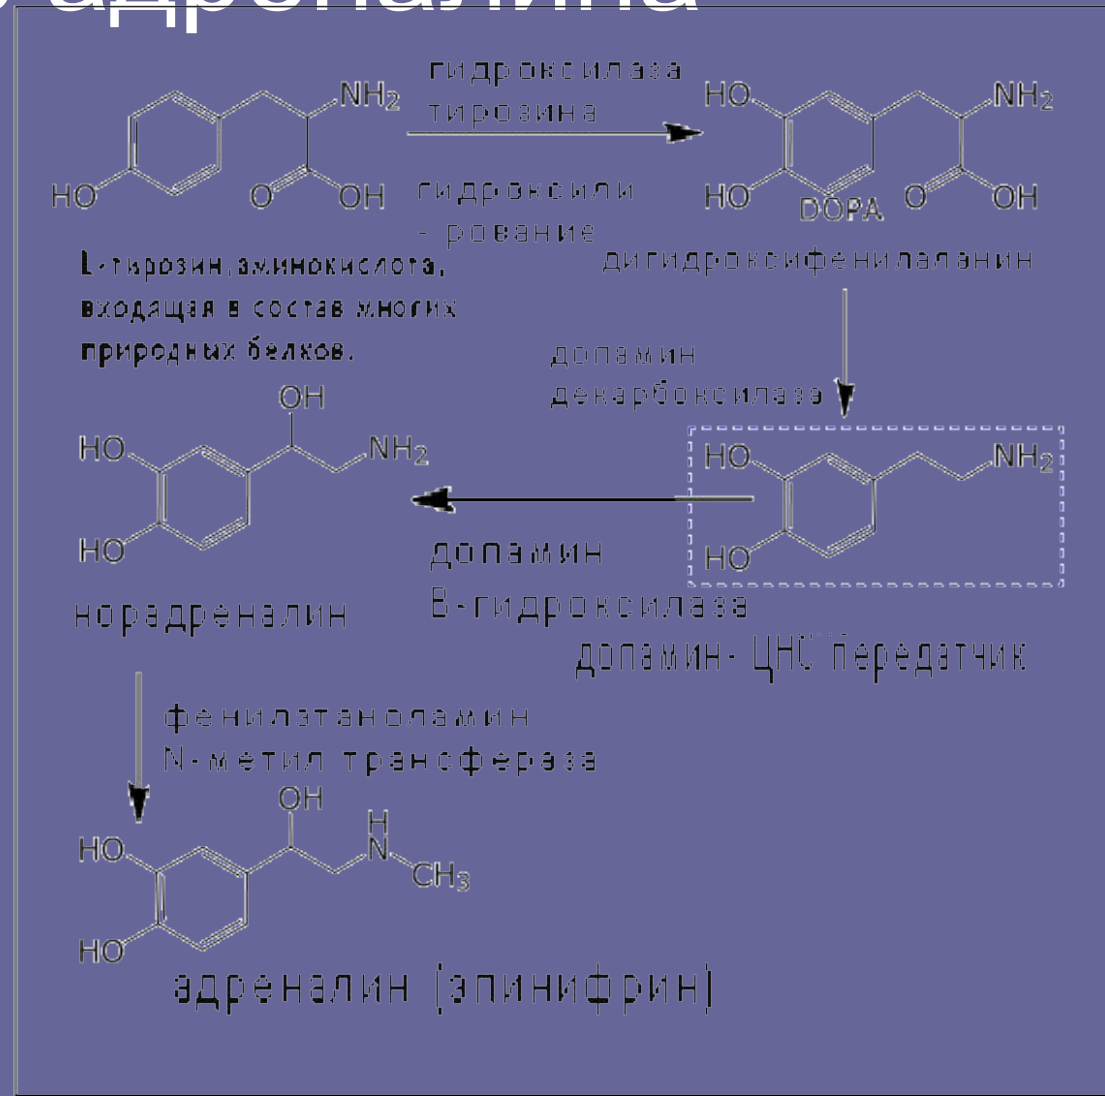 адреналина
NH2
HO
O
OH
L-тирозин, аминокислота,
входящая в состав многих
природных белков.
гидроксилаза
тирозина
гидроксили
- рование
HO
NH2
HO
DOPA
O
OH
дигидроксифенилаланин
допамин
декарбоксилаза
HO
NH2
HO
допамин- ЦНС передатчик
допамин
B-гидроксилаза
OH
HO
NH2
HO
норадреналин
фенилэтаноламин
N-метил трансфераза
OH
HO
H
N
CH3
HO
адреналин (эпинифрин)